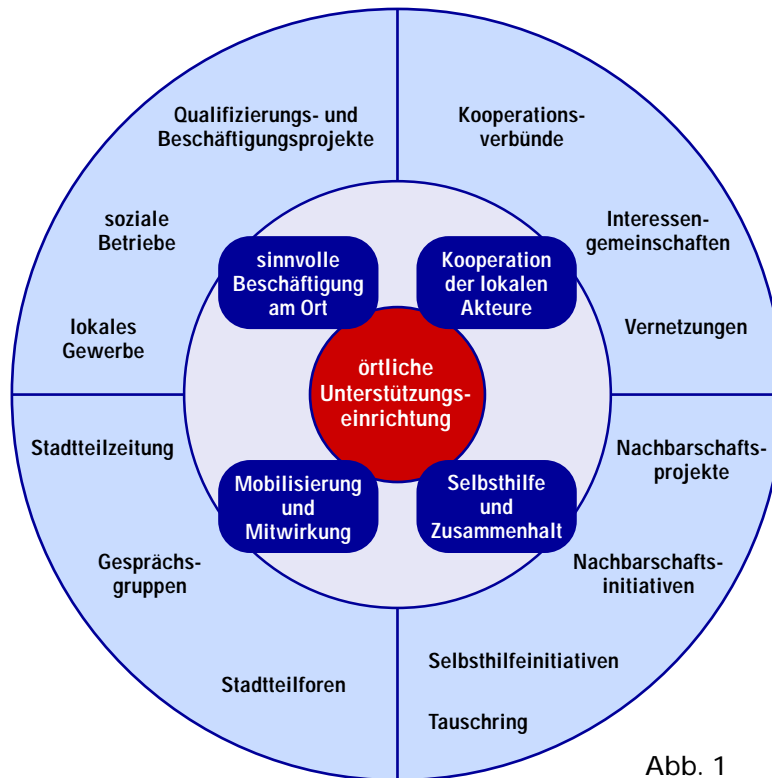 Qualifizierungs- und
Beschäftigungsprojekte
soziale
Betriebe
lokales
Gewerbe
Kooperations-
verbünde
Interessen-
gemeinschaften
Vernetzungen
sinnvolle
Beschäftigung
am Ort
Kooperation
der lokalen
Akteure
örtliche
Unterstützungs-
einrichtung
Mobilisierung
und
Mitwirkung
Selbsthilfe
und
Zusammenhalt
Stadtteilzeitung
Gesprächs-
gruppen
Stadtteilforen
Nachbarschafts-
projekte
Nachbarschafts-
initiativen
Selbsthilfeinitiativen
Tauschring
Abb. 1